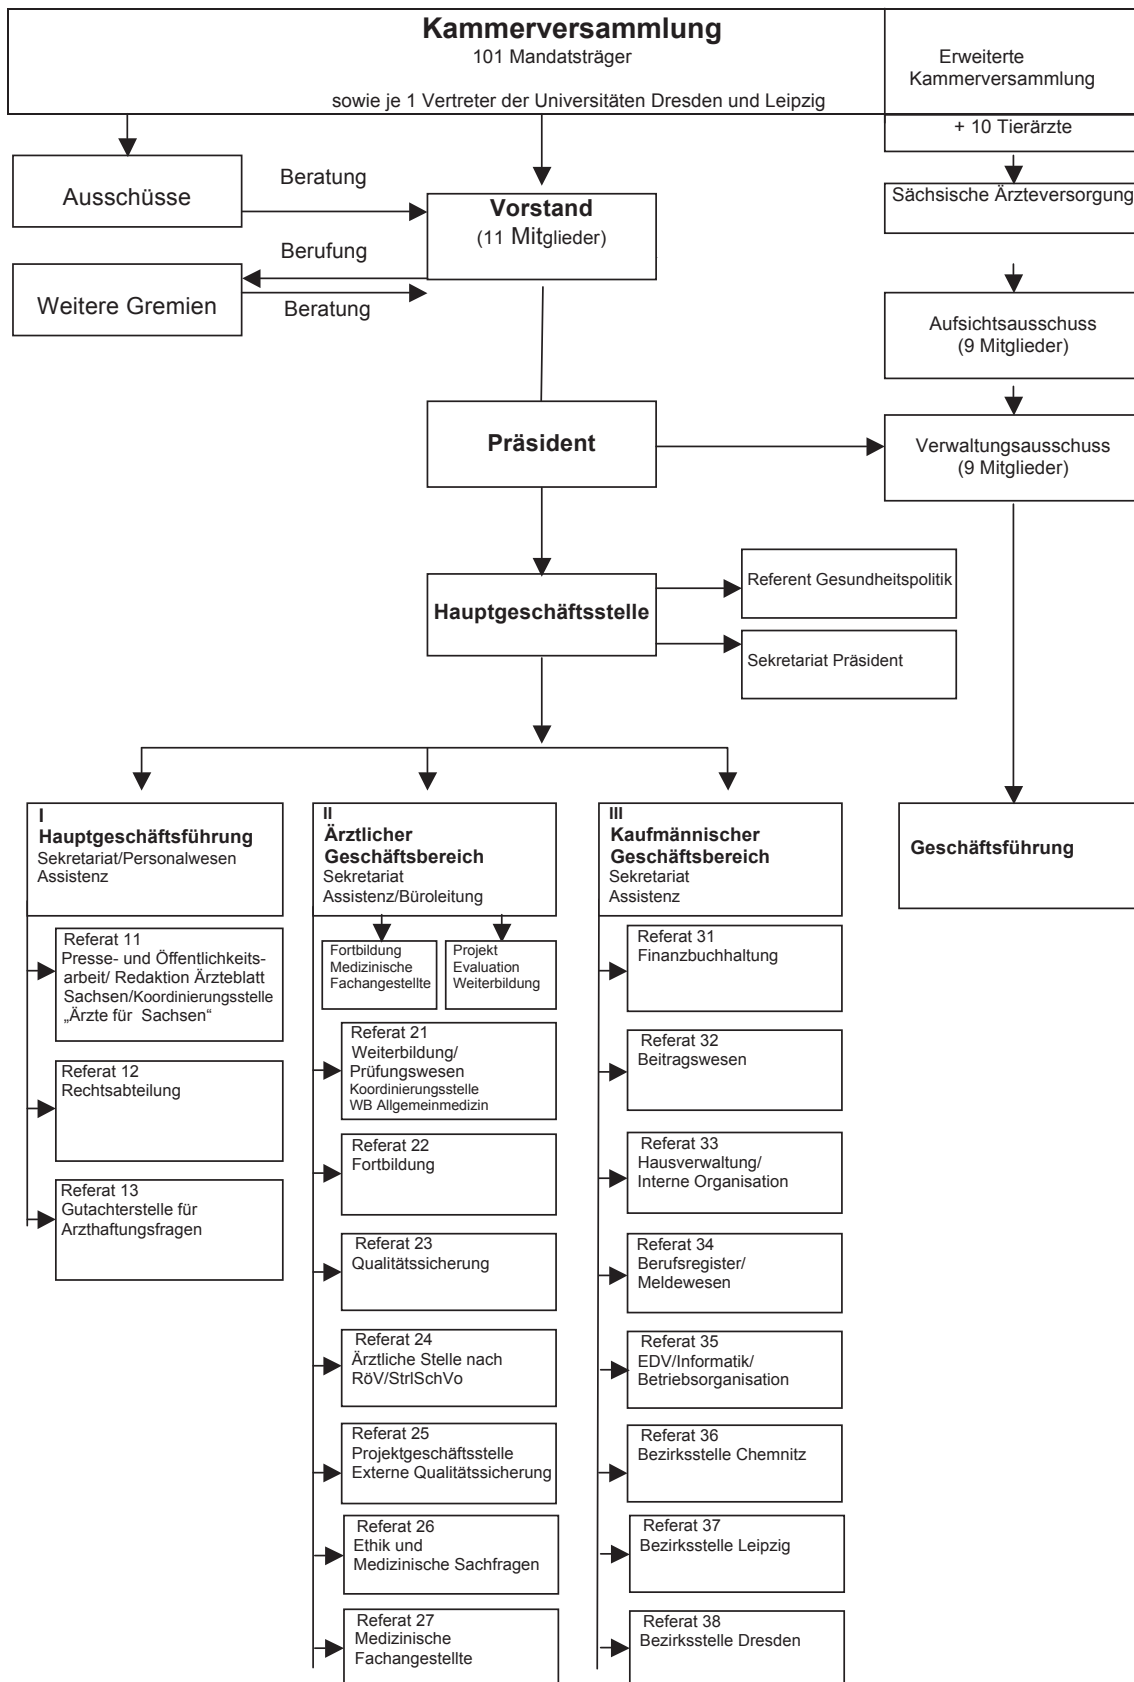 Kammerversammlung
101 Mandatsträger
sowie je 1 Vertreter der Universitäten Dresden und Leipzig
Erweiterte
Kammerversammlung
+ 10 Tierärzte
Ausschüsse
Beratung
Vorstand
(11 Mitglieder)
Sächsische Ärzteversorgung
Berufung
Weitere Gremien
Beratung
Aufsichtsausschuss
(9 Mitglieder)
Präsident
Verwaltungsausschuss
(9 Mitglieder)
Hauptgeschäftsstelle
Referent Gesundheitspolitik
Sekretariat Präsident
I
Hauptgeschäftsführung
Sekretariat/Personalwesen
Assistenz
Referat 11
Presse- und Öffentlichkeits-
arbeit/ Redaktion Ärzteblatt
Sachsen/Koordinierungsstelle
„Ärzte für Sachsen“
Referat 12
Rechtsabteilung
Referat 13
Gutachterstelle für
Arzthaftungsfragen
II
Ärztlicher
Geschäftsbereich
Sekretariat
Assistenz/Büroleitung
Fortbildung
Medizinische
Fachangestellte
Projekt
Evaluation
Weiterbildung
Referat 21
Weiterbildung/
Prüfungswesen
Koordinierungsstelle
WB Allgemeinmedizin
Referat 22
Fortbildung
Referat 23
Qualitätssicherung
Referat 24
Ärztliche Stelle nach
RöV/StrlSchVo
Referat 25
Projektgeschäftsstelle
Externe Qualitätssicherung
Referat 26
Ethik und
Medizinische Sachfragen
Referat 27
Medizinische
Fachangestellte
III
Kaufmännischer
Geschäftsbereich
Sekretariat
Assistenz
Referat 31
Finanzbuchhaltung
Referat 32
Beitragswesen
Referat 33
Hausverwaltung/
Interne Organisation
Referat 34
Berufsregister/
Meldewesen
Referat 35
EDV/Informatik/
Betriebsorganisation
Referat 36
Bezirksstelle Chemnitz
Referat 37
Bezirksstelle Leipzig
Referat 38
Bezirksstelle Dresden
Geschäftsführung